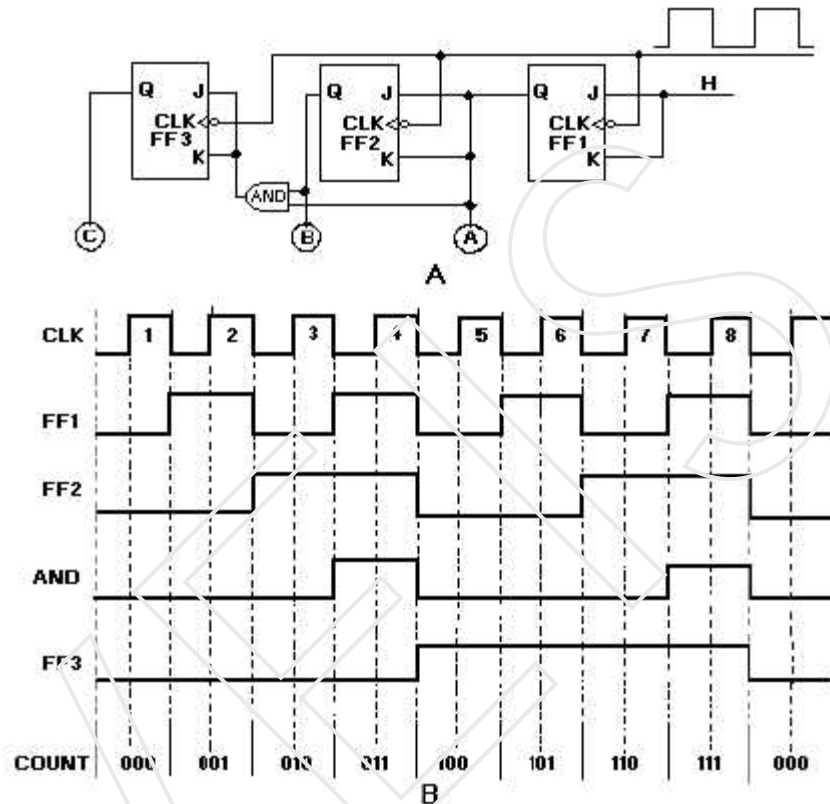 Q J Q J Q J H
CLK CLK CLK
FF3 FF2 FF1
K K K
AND
C B A
A
CLK 1 2 3 4 5 6 7 8
FF1
FF2
AND
FF3
COUNT 000 001 010 011 100 101 110 111 000
B